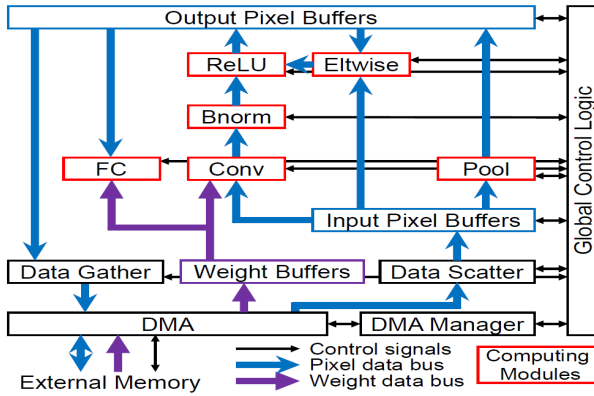 Output Pixel Buffers
ReLU
Eltwise
Bnorm
FC
Conv
Pool
Input Pixel Buffers
Data Gather
Weight Buffers
Data Scatter
DMA
DMA Manager
Global Control Logic
External Memory
Control signals
Pixel data bus
Weight data bus
Computing
Modules